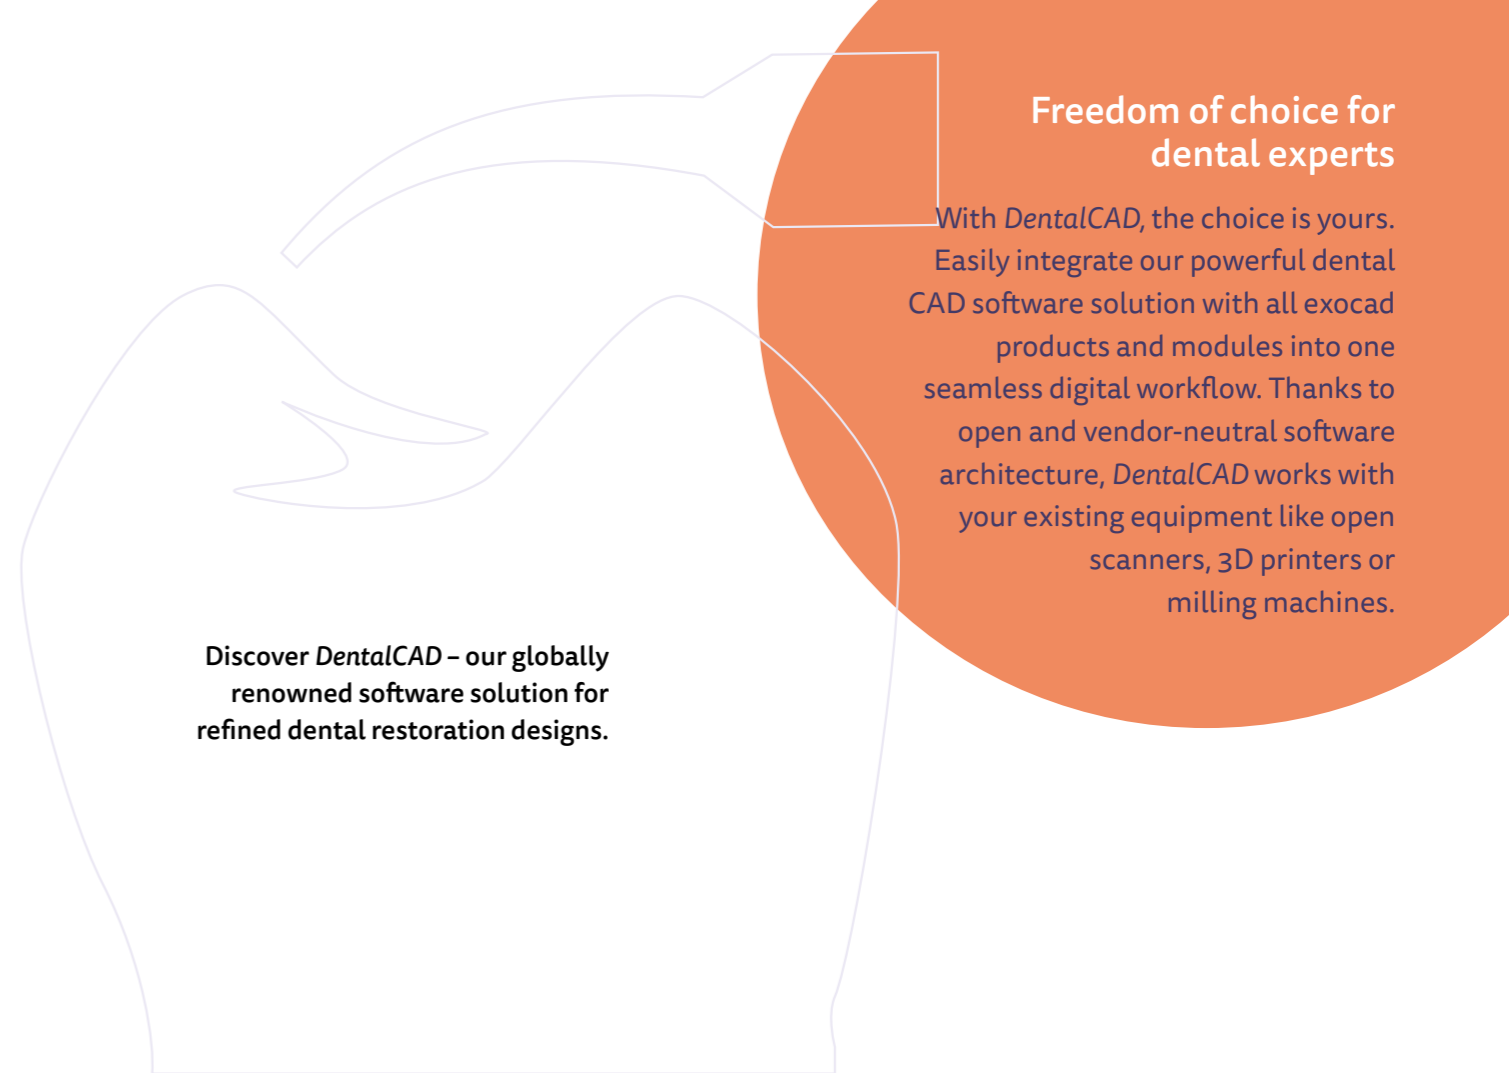 Freedom of choice for
dental experts
With DentalCAD, the choice is yours.
Easily integrate our powerful dental
CAD software solution with all exocad
products and modules into one
seamless digital workflow. Thanks to
open and vendor-neutral software
architecture, DentalCAD works with
your existing equipment like open
scanners, 3D printers or
milling machines.
Discover DentalCAD – our globally
renowned software solution for
refined dental restoration designs.